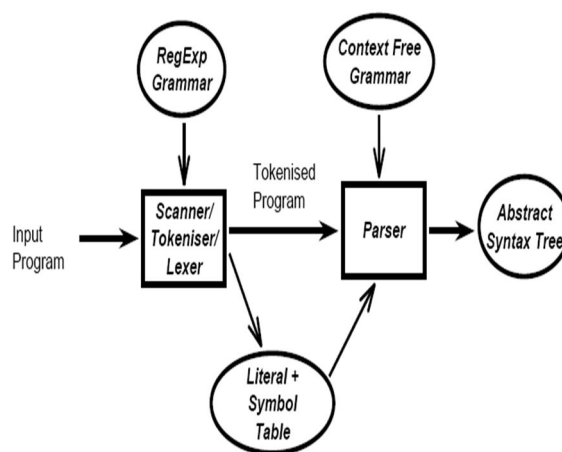 RegExp
Grammar
Context Free
Grammar
Tokenised
Program
Input
Program
Scanner/
Tokeniser/
Lexer
Parser
Abstract
Syntax Tree
Literal +
Symbol
Table